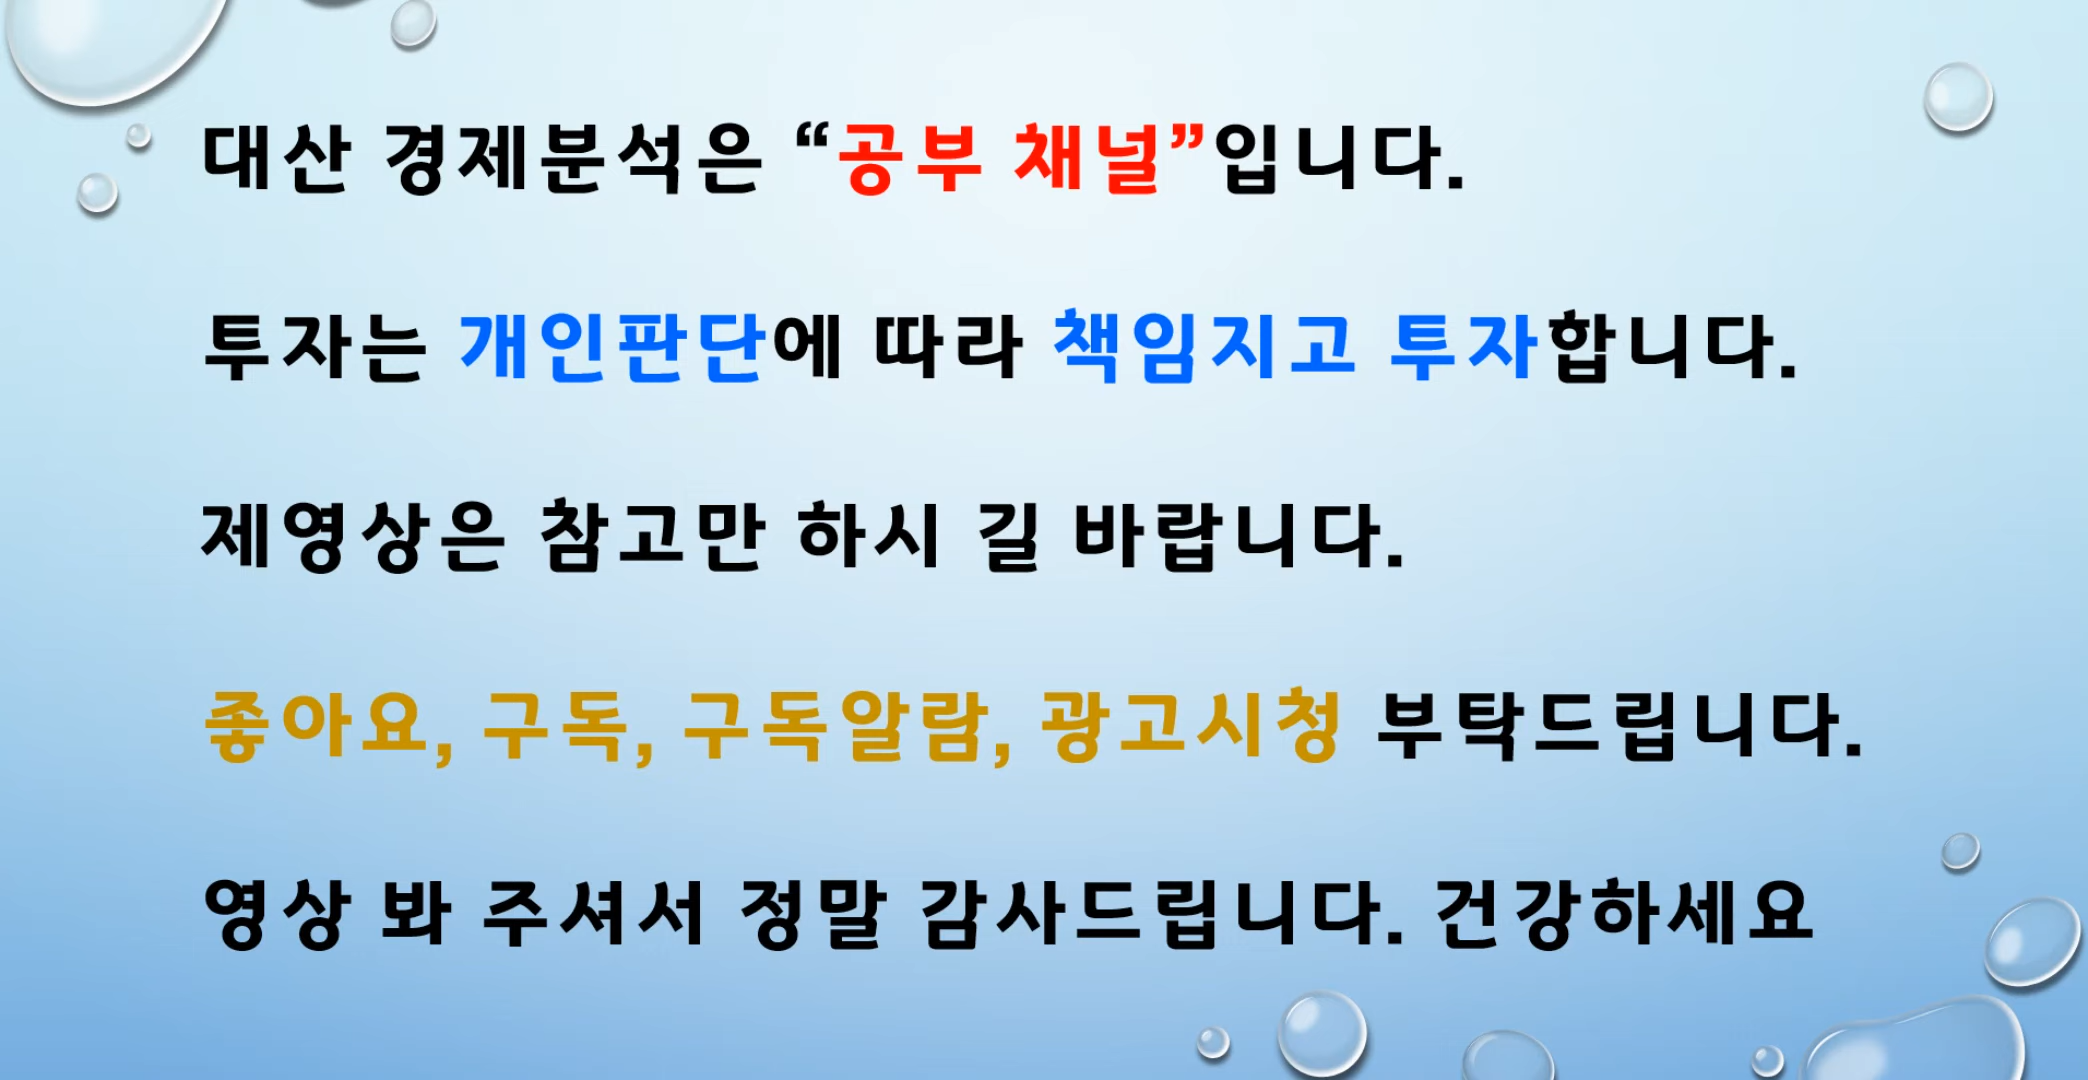 대산 경제분석은 “공부 채널”입니다.
투자는 개인판단에 따라 책임지고 투자합니다.
제영상은 참고만 하시 길 바랍니다.
좋아요, 구독, 구독알람, 광고시청 부탁드립니다.
영상 봐 주셔서 정말 감사드립니다. 건강하세요